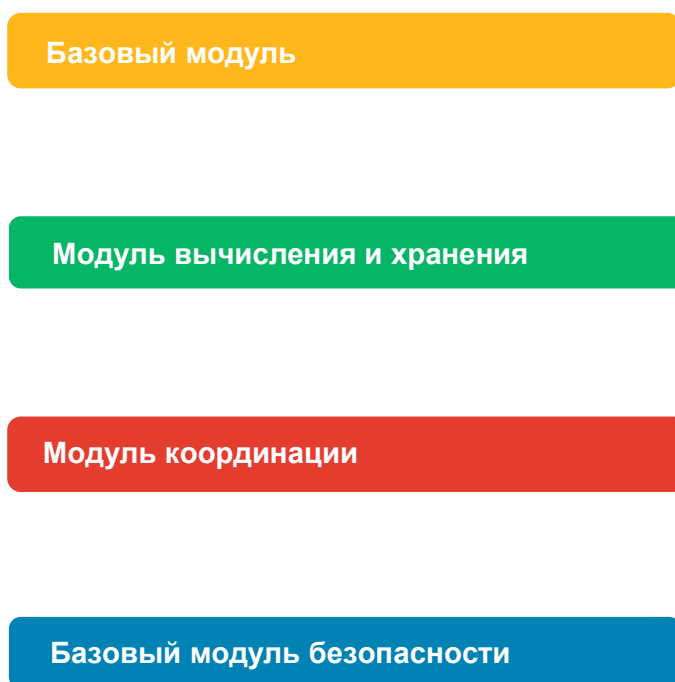 Базовый модуль
Модуль вычисления и хранения
Модуль координации
Базовый модуль безопасности